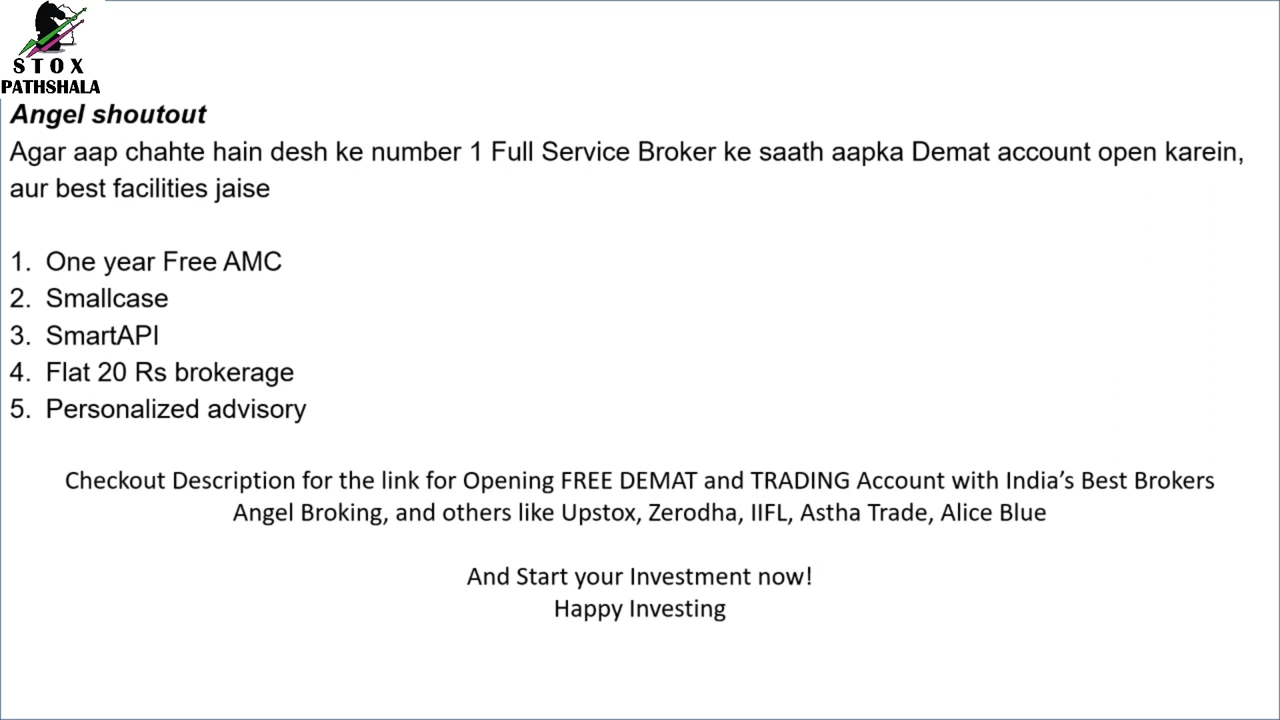 STOX
PATHSHALA
Angel shoutout
Agar aap chahte hain desh ke number 1 Full Service Broker ke saath aapka Demat account open karein,
aur best facilities jaise
1. One year Free AMC
2. Smallcase
3. SmartAPI
4. Flat 20 Rs brokerage
5. Personalized advisory
Checkout Description for the link for Opening FREE DEMAT and TRADING Account with India’s Best Brokers
Angel Broking, and others like Upstox, Zerodha, IIFL, Astha Trade, Alice Blue
And Start your Investment now!
Happy Investing